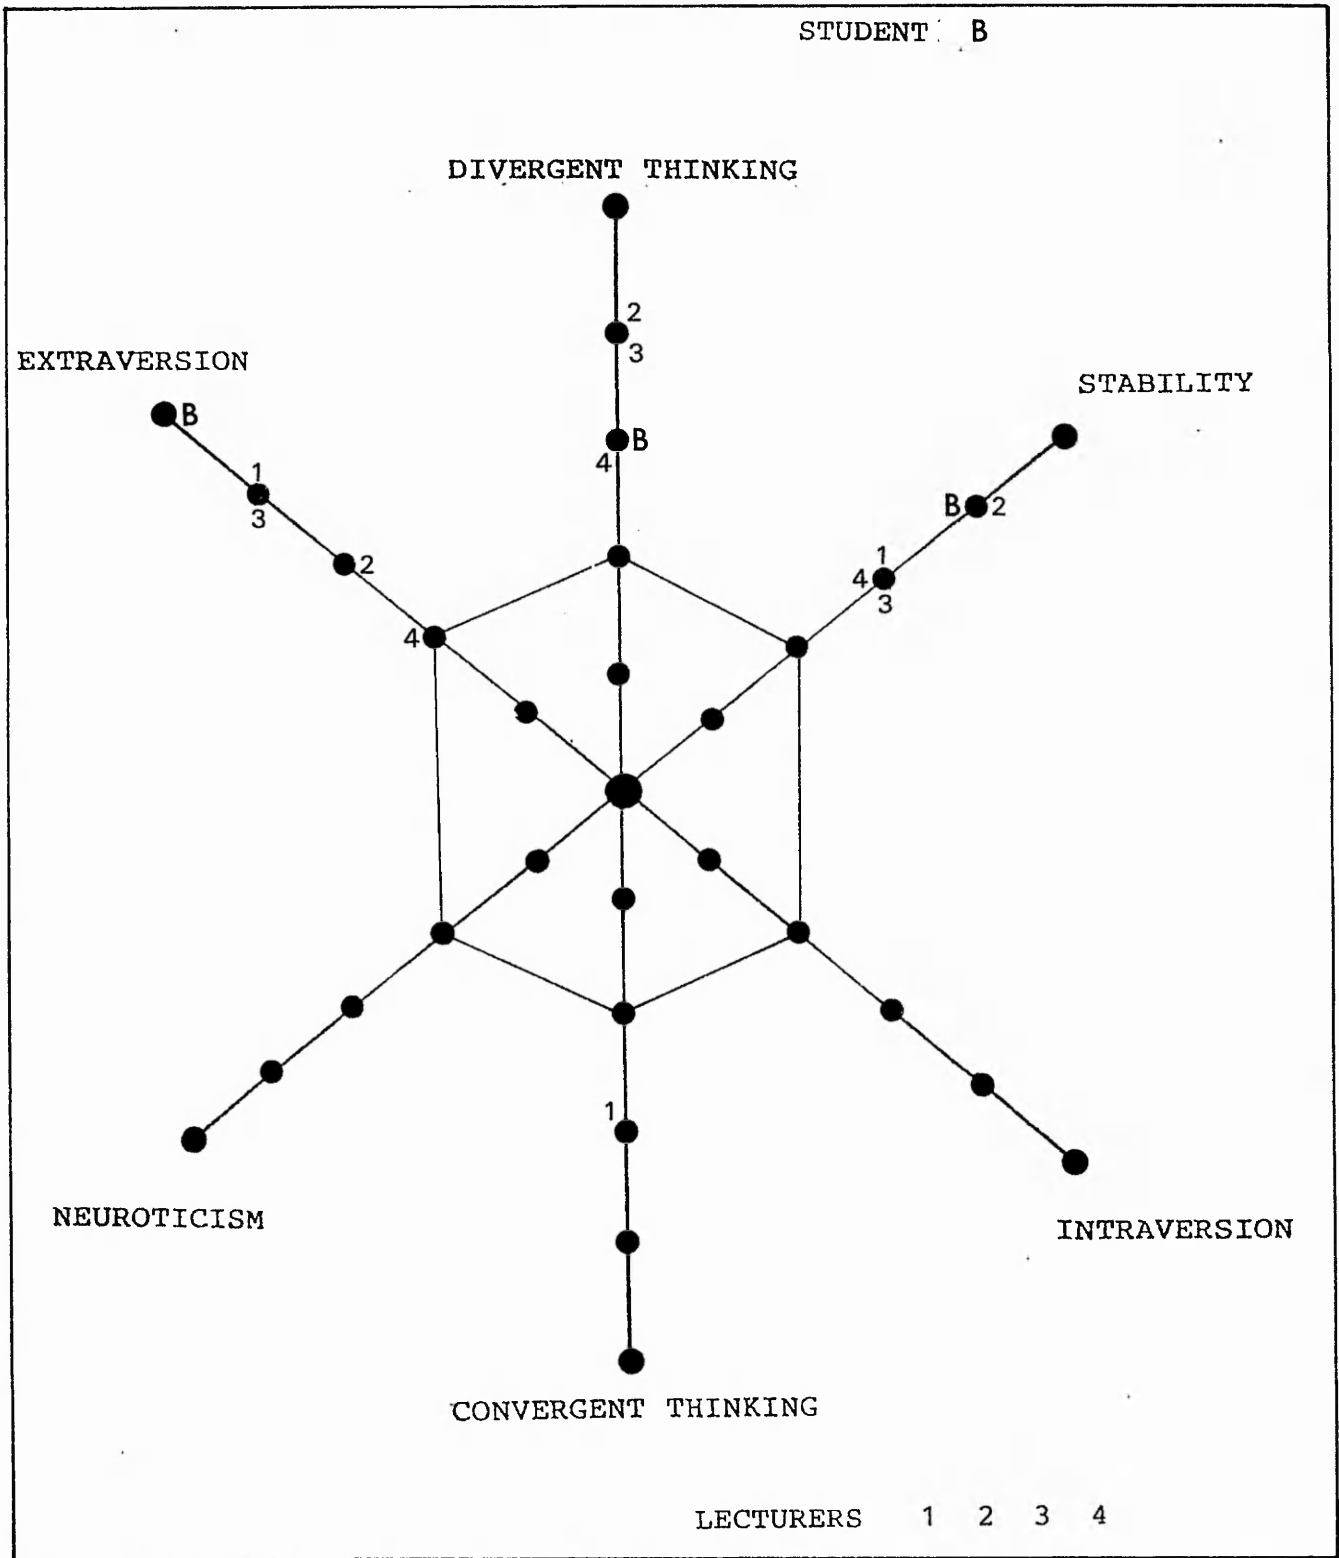 STUDENT: B
DIVERGENT THINKING
2
3
EXTRAVERSION
STABILITY
B
B
4
1
3
B 2
1
4
3
2
4
1
NEUROTICISM
INTRAVERSION
CONVERGENT THINKING
LECTURERS 1 2 3 4